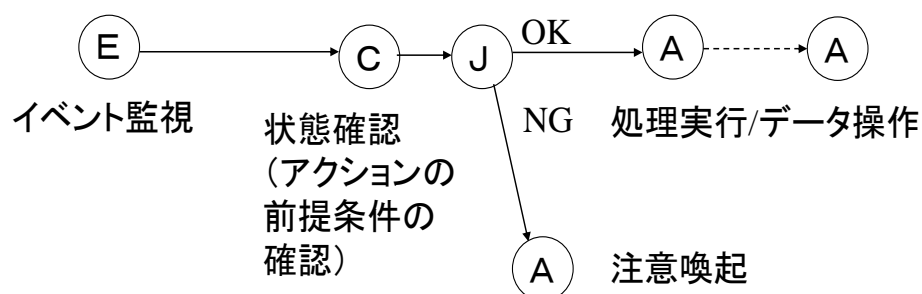 E
C
J
OK
A
A
イベント監視
状態確認
（アクションの
前提条件の
確認）
NG
処理実行/データ操作
A
注意喚起